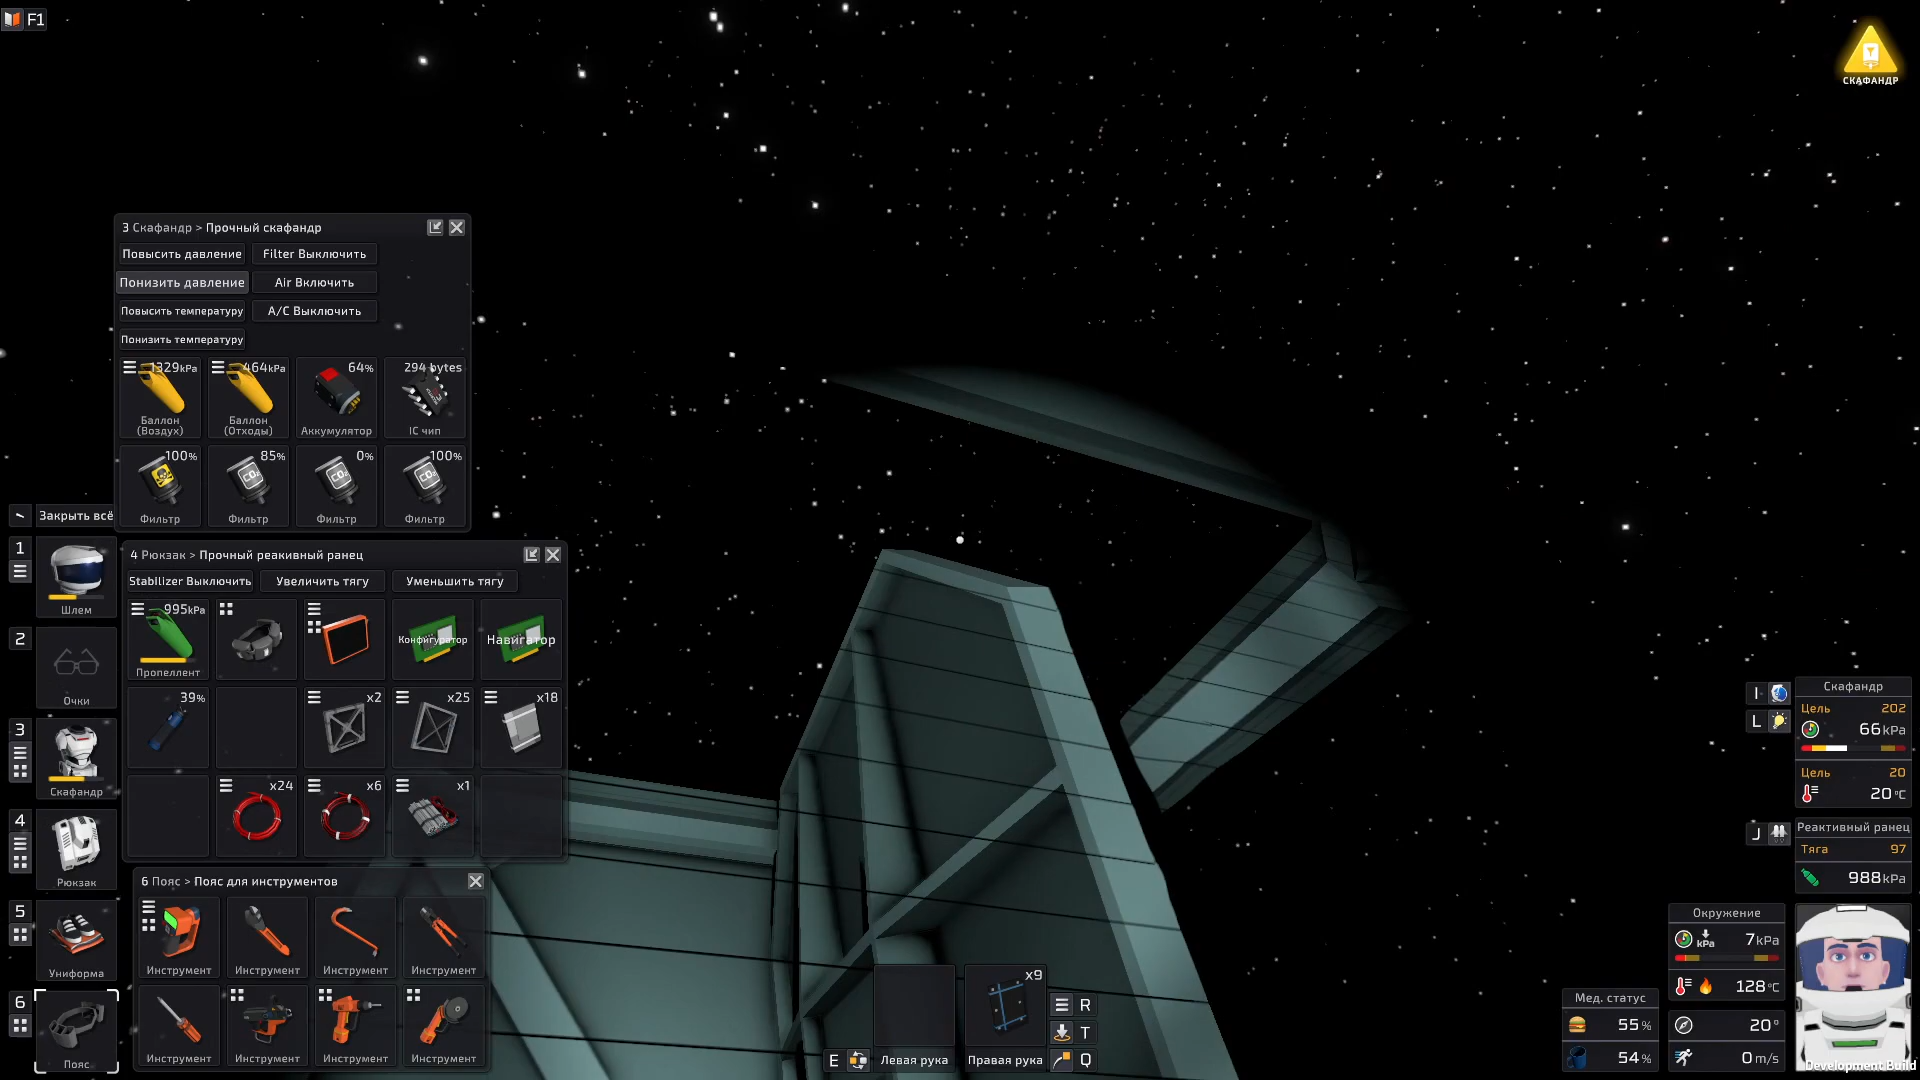 F1
СКАФАНДР
3 Скафандр > Прочный скафандр
Повысить давление
Filter Выключить
Понизить давление
Air Включить
Повысить температуру
A/C Выключить
Понизить температуру
1329kPa
464kPa
64%
294 bytes
Баллон (Воздух)
Баллон (Отходы)
Аккумулятор
IC чип
100%
85%
0%
100%
Фильтр
Фильтр
Фильтр
Фильтр
Закрыть всё
1
Шлем
2
Очки
3
Скафандр
4
Рюкзак
5
Униформа
6
Пояс
4 Рюкзак > Прочный реактивный ранец
Stabilizer Выключить
Увеличить тягу
Уменьшить тягу
995kPa
Пропеллент
Конфигуратор
Навигатор
39%
x2
x25
x18
x24
x6
x1
6 Пояс > Пояс для инструментов
Инструмент
Инструмент
Инструмент
Инструмент
Инструмент
Инструмент
Инструмент
Инструмент
x9
R
T
E
Левая рука
Правая рука
Q
I
L
Скафандр
Цель 202
66kPa
Цель 20
20°C
J
Реактивный ранец
Тяга 97
988kPa
Окружение
kPa
7kPa
128°C
Мед. статус
55%
54%
20°
0m/s
Development Build